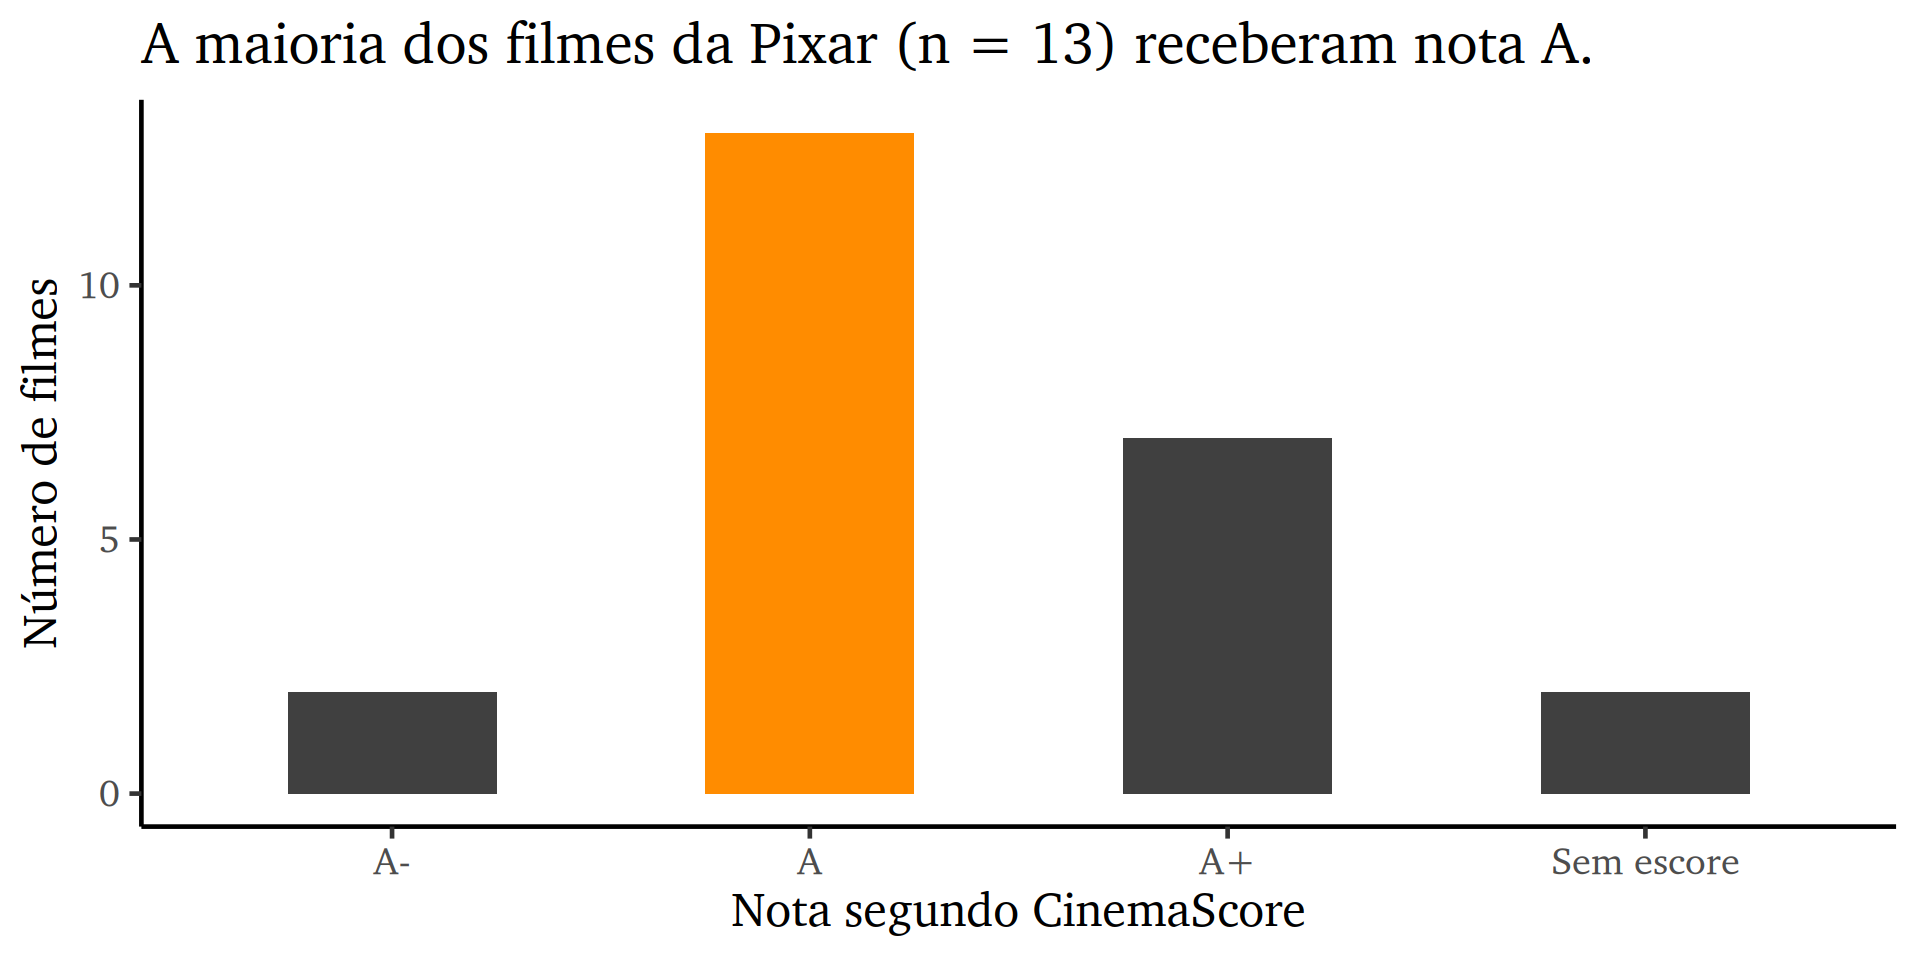 A maioria dos filmes da Pixar (n = 13) receberam nota A.
Número de filmes
10
5
0
A-
A
A+
Sem escore
Nota segundo CinemaScore